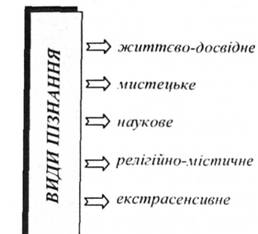 ВИДИ ПІЗНАННЯ
життєво-досвідне
мистецьке
наукове
релігійно-містичне
екстрасенсивне